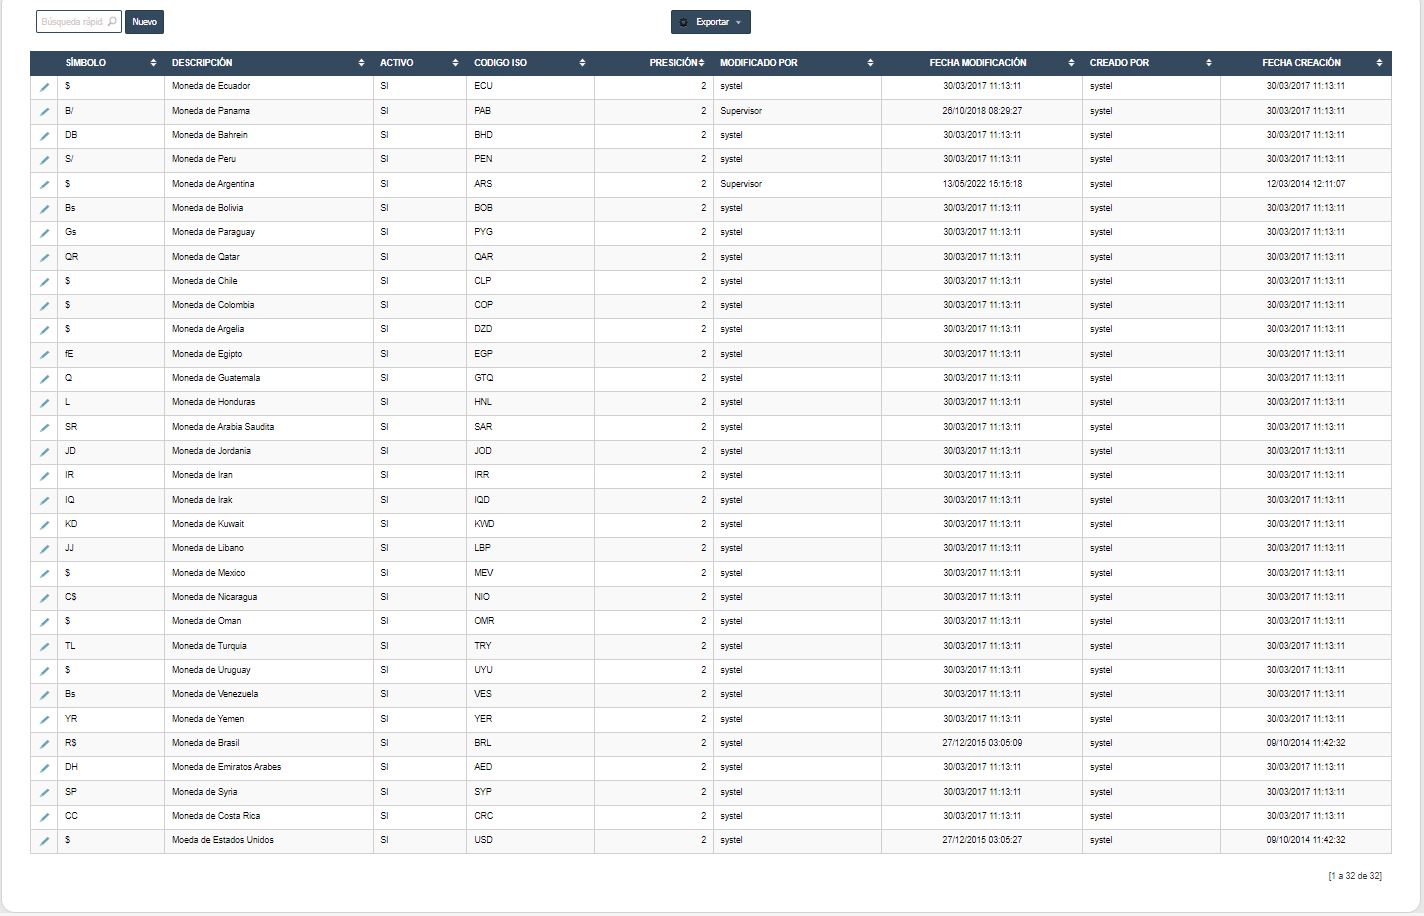 Búsqueda rápid Nuevo Exportar
SÍMBOLO DESCRIPCIÓN ACTIVO CODIGO ISO PRESICIÓN MODIFICADO POR FECHA MODIFICACIÓN CREADO POR FECHA CREACIÓN
$ Moneda de Ecuador SI ECU 2 systel 30/03/2017 11:13:11 systel 30/03/2017 11:13:11
B/ Moneda de Panama SI PAB 2 Supervisor 26/10/2018 08:29:27 systel 30/03/2017 11:13:11
DB Moneda de Bahrein SI BHD 2 systel 30/03/2017 11:13:11 systel 30/03/2017 11:13:11
S/ Moneda de Peru SI PEN 2 systel 30/03/2017 11:13:11 systel 30/03/2017 11:13:11
$ Moneda de Argentina SI ARS 2 Supervisor 13/05/2022 15:15:18 systel 12/03/2014 12:11:07
Bs Moneda de Bolivia SI BOB 2 systel 30/03/2017 11:13:11 systel 30/03/2017 11:13:11
Gs Moneda de Paraguay SI PYG 2 systel 30/03/2017 11:13:11 systel 30/03/2017 11:13:11
QR Moneda de Qatar SI QAR 2 systel 30/03/2017 11:13:11 systel 30/03/2017 11:13:11
$ Moneda de Chile SI CLP 2 systel 30/03/2017 11:13:11 systel 30/03/2017 11:13:11
$ Moneda de Colombia SI COP 2 systel 30/03/2017 11:13:11 systel 30/03/2017 11:13:11
$ Moneda de Argelia SI DZD 2 systel 30/03/2017 11:13:11 systel 30/03/2017 11:13:11
fE Moneda de Egipto SI EGP 2 systel 30/03/2017 11:13:11 systel 30/03/2017 11:13:11
Q Moneda de Guatemala SI GTQ 2 systel 30/03/2017 11:13:11 systel 30/03/2017 11:13:11
L Moneda de Honduras SI HNL 2 systel 30/03/2017 11:13:11 systel 30/03/2017 11:13:11
SR Moneda de Arabia Saudita SI SAR 2 systel 30/03/2017 11:13:11 systel 30/03/2017 11:13:11
JD Moneda de Jordania SI JOD 2 systel 30/03/2017 11:13:11 systel 30/03/2017 11:13:11
IR Moneda de Iran SI IRR 2 systel 30/03/2017 11:13:11 systel 30/03/2017 11:13:11
IQ Moneda de Irak SI IQD 2 systel 30/03/2017 11:13:11 systel 30/03/2017 11:13:11
KD Moneda de Kuwait SI KWD 2 systel 30/03/2017 11:13:11 systel 30/03/2017 11:13:11
JJ Moneda de Libano SI LBP 2 systel 30/03/2017 11:13:11 systel 30/03/2017 11:13:11
$ Moneda de Mexico SI MEV 2 systel 30/03/2017 11:13:11 systel 30/03/2017 11:13:11
C$ Moneda de Nicaragua SI NIO 2 systel 30/03/2017 11:13:11 systel 30/03/2017 11:13:11
$ Moneda de Oman SI OMR 2 systel 30/03/2017 11:13:11 systel 30/03/2017 11:13:11
TL Moneda de Turquia SI TRY 2 systel 30/03/2017 11:13:11 systel 30/03/2017 11:13:11
$ Moneda de Uruguay SI UYU 2 systel 30/03/2017 11:13:11 systel 30/03/2017 11:13:11
Bs Moneda de Venezuela SI VES 2 systel 30/03/2017 11:13:11 systel 30/03/2017 11:13:11
YR Moneda de Yemen SI YER 2 systel 30/03/2017 11:13:11 systel 30/03/2017 11:13:11
R$ Moneda de Brasil SI BRL 2 systel 27/12/2015 03:05:09 systel 09/10/2014 11:42:32
DH Moneda de Emiratos Arabes SI AED 2 systel 30/03/2017 11:13:11 systel 30/03/2017 11:13:11
SP Moneda de Syria SI SYP 2 systel 30/03/2017 11:13:11 systel 30/03/2017 11:13:11
CC Moneda de Costa Rica SI CRC 2 systel 30/03/2017 11:13:11 systel 30/03/2017 11:13:11
$ Moeda de Estados Unidos SI USD 2 systel 27/12/2015 03:05:27 systel 09/10/2014 11:42:32
[1 a 32 de 32]